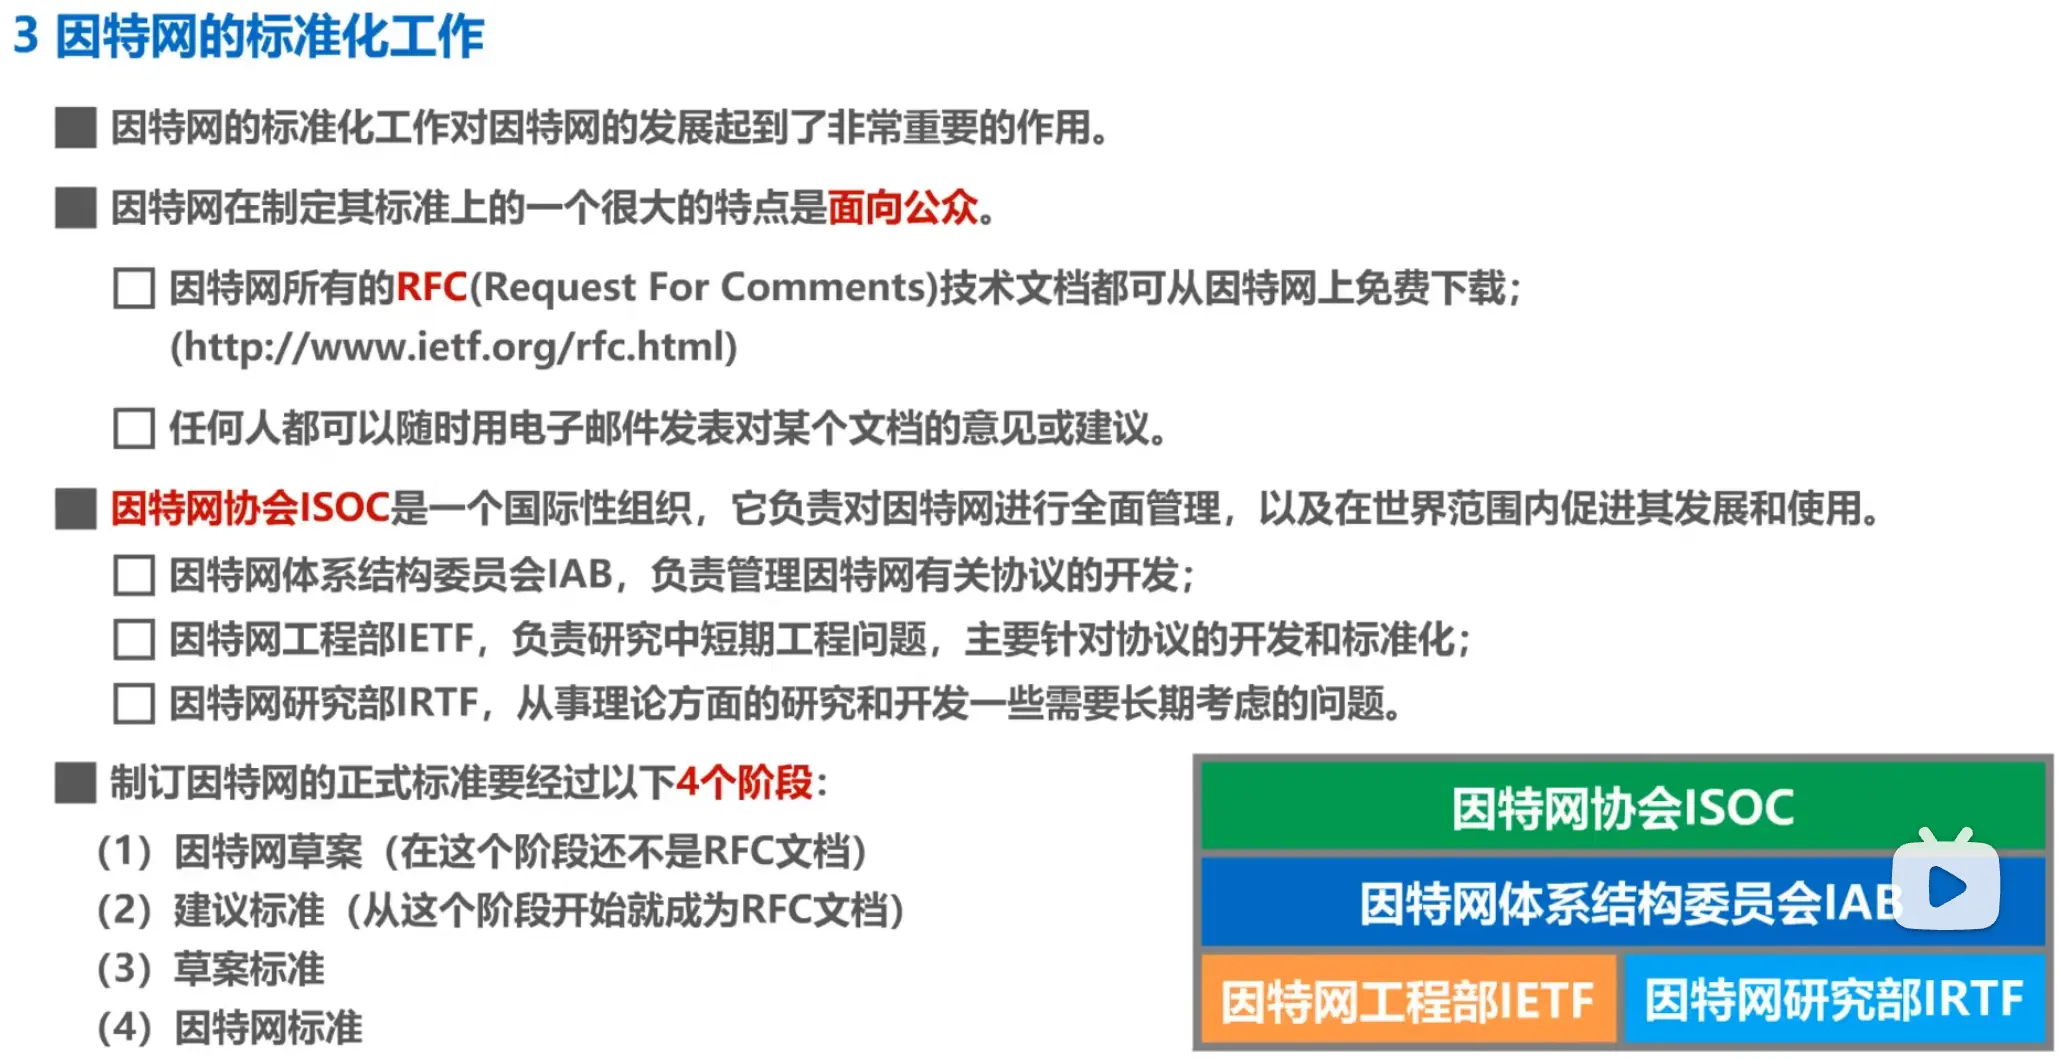 3 因特网的标准化工作
因特网的标准化工作对因特网的发展起到了非常重要的作用。
因特网在制定其标准上的一个很大的特点是面向公众。
因特网所有的RFC(Request For Comments)技术文档都可从因特网上免费下载；
(http://www.ietf.org/rfc.html)
任何人都可以随时用电子邮件发表对某个文档的意见或建议。
因特网协会ISOC是一个国际性组织，它负责对因特网进行全面管理，以及在世界范围内促进其发展和使用。
因特网体系结构委员会IAB，负责管理因特网有关协议的开发；
因特网工程部IETF，负责研究中短期工程问题，主要针对协议的开发和标准化；
因特网研究部IRTF，从事理论方面的研究和开发一些需要长期考虑的问题。
制订因特网的正式标准要经过以下4个阶段：
（1）因特网草案（在这个阶段还不是RFC文档）
（2）建议标准（从这个阶段开始就成为RFC文档）
（3）草案标准
（4）因特网标准
因特网协会ISOC
因特网体系结构委员会IAB
因特网工程部IETF
因特网研究部IRTF